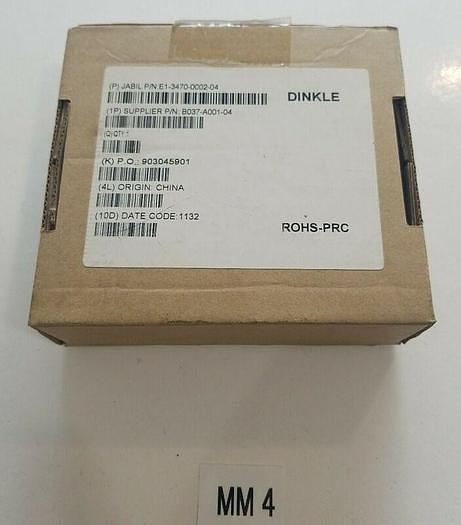 (P) JABIL P/N:E1-3470-0002-04
DINKLE
(1P) SUPPLIER P/N: B037-A001-04
(Q)QTY:1
(K) P.O.: 903045901
(4L) ORIGIN: CHINA
(10D) DATE CODE:1132
ROHS-PRC
MM 4